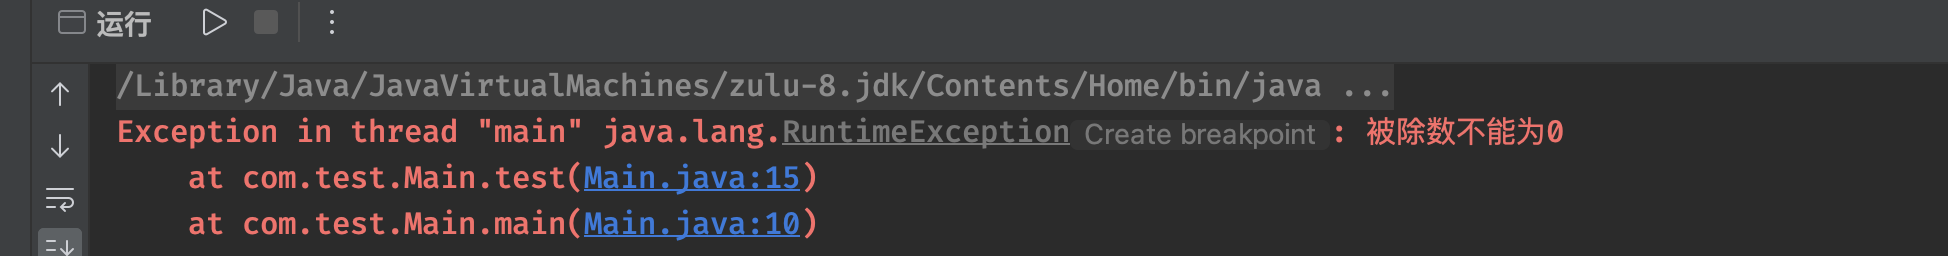 运行
/Library/Java/JavaVirtualMachines/zulu-8.jdk/Contents/Home/bin/java ...
Exception in thread "main" java.lang.RuntimeException Create breakpoint : 被除数不能为0
at com.test.Main.test(Main.java:15)
at com.test.Main.main(Main.java:10)